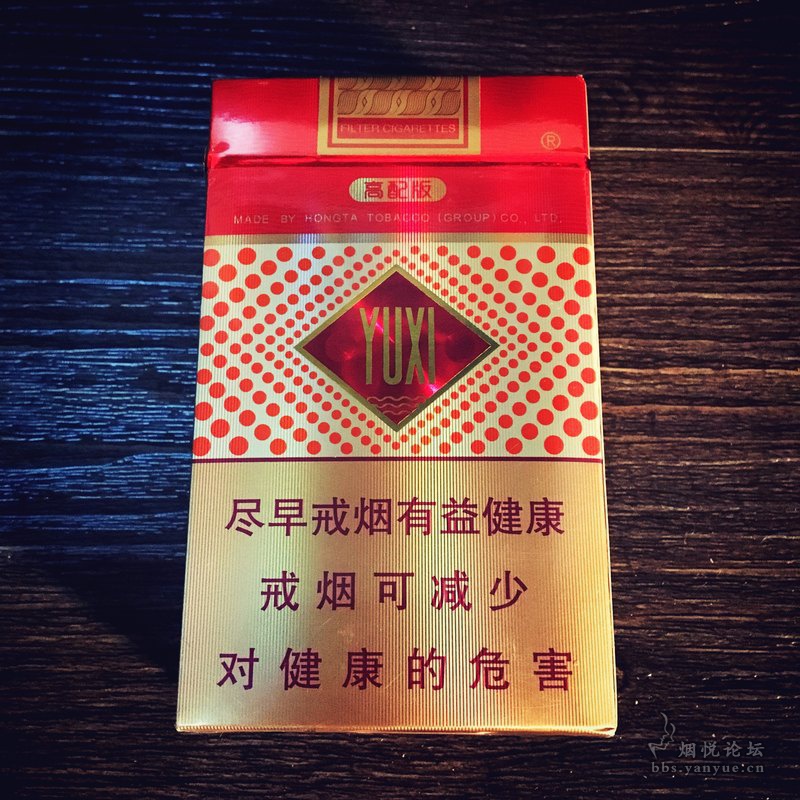 FILTER CIGARETTES
®
高配版
MADE BY HONGTA TOBACCO (GROUP) CO., LTD.
YUXI
尽早戒烟有益健康
戒烟可减少
对健康的危害
烟悦论坛
bbs.yanyue.cn